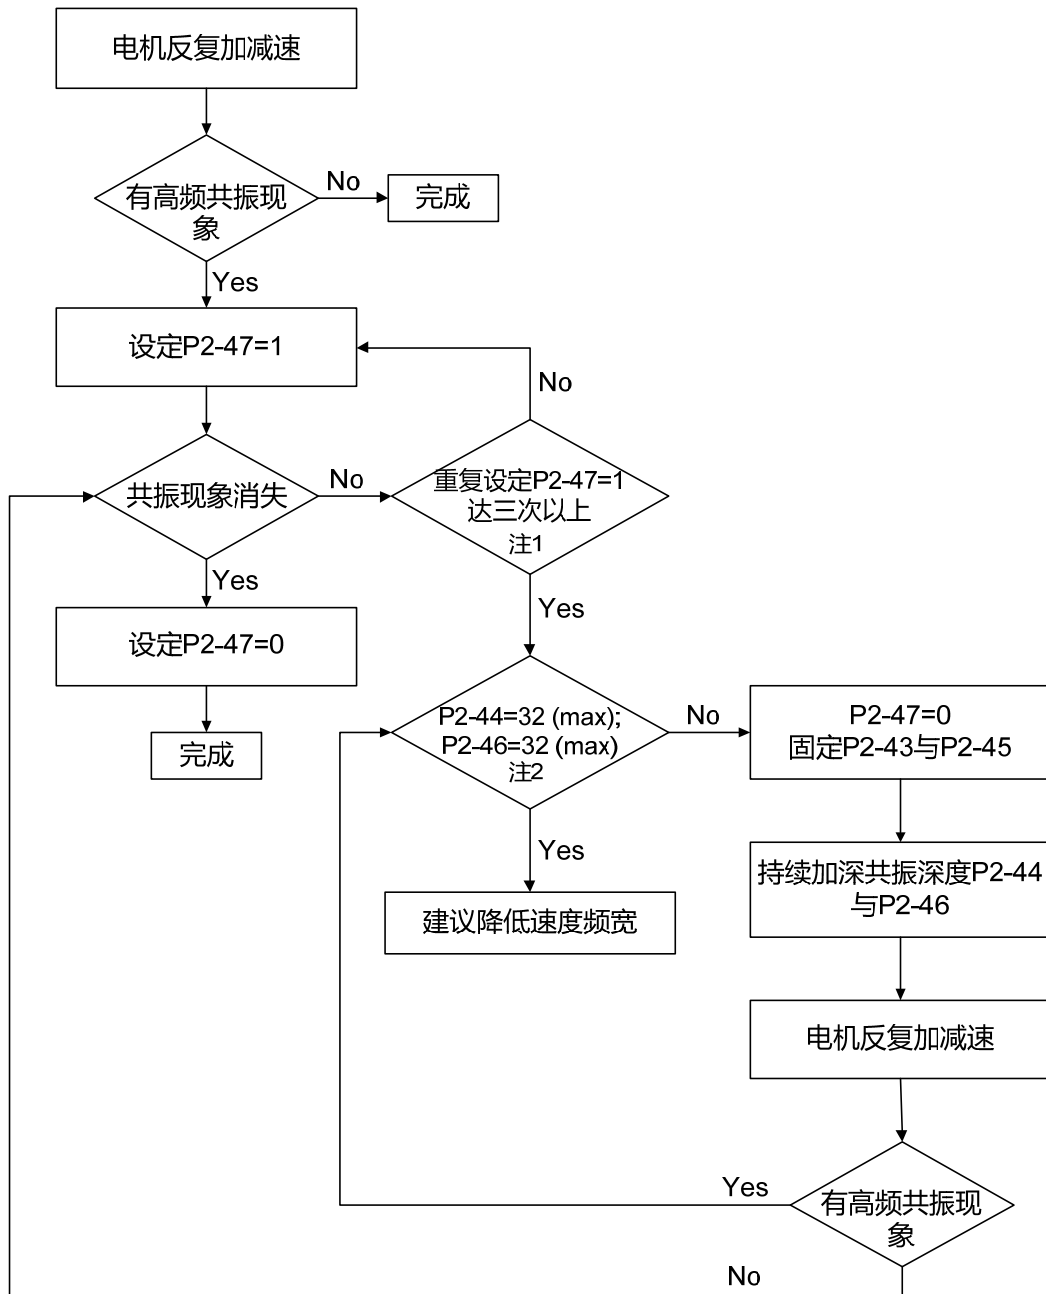 电机反复加减速
有高频共振现
象
No
完成
Yes
设定P2-47=1
No
共振现象消失
No
重复设定P2-47=1
达三次以上
注1
Yes
Yes
设定P2-47=0
完成
P2-44=32 (max);
P2-46=32 (max)
注2
No
P2-47=0
固定P2-43与P2-45
Yes
建议降低速度频宽
持续加深共振深度P2-44
与P2-46
电机反复加减速
Yes
有高频共振现
象
No